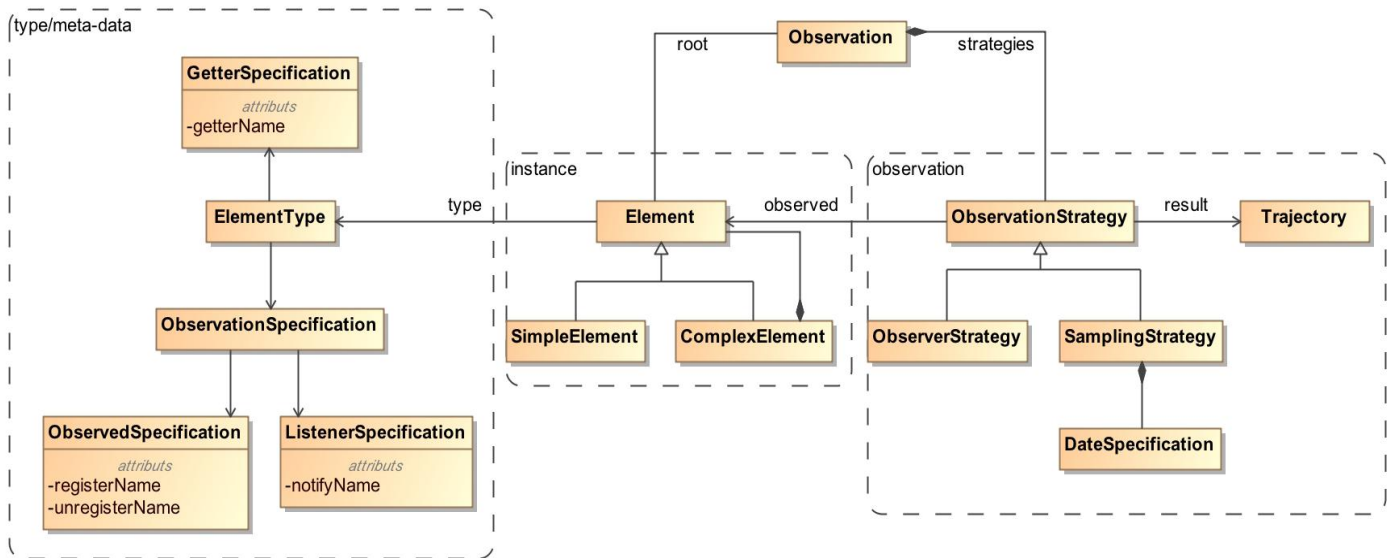 type/meta-data
GetterSpecification
attributs
-getterName
ElementType
ObservationSpecification
ObservedSpecification
attributs
-registerName
-unregisterName
ListenerSpecification
attributs
-notifyName
type
root
Observation
strategies
instance
Element
SimpleElement
ComplexElement
observed
observation
ObservationStrategy
result
Trajectory
ObserverStrategy
SamplingStrategy
DateSpecification